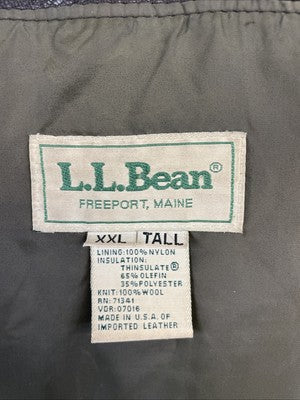 L.L.Bean®
FREEPORT, MAINE
XXL TALL
LINING: 100% NYLON
INSULATION:
THINSULATE®
65% OLEFIN
35% POLYESTER
KNIT: 100% WOOL
RN: 71341
VDR: 07016
MADE IN U.S.A. OF
IMPORTED LEATHER